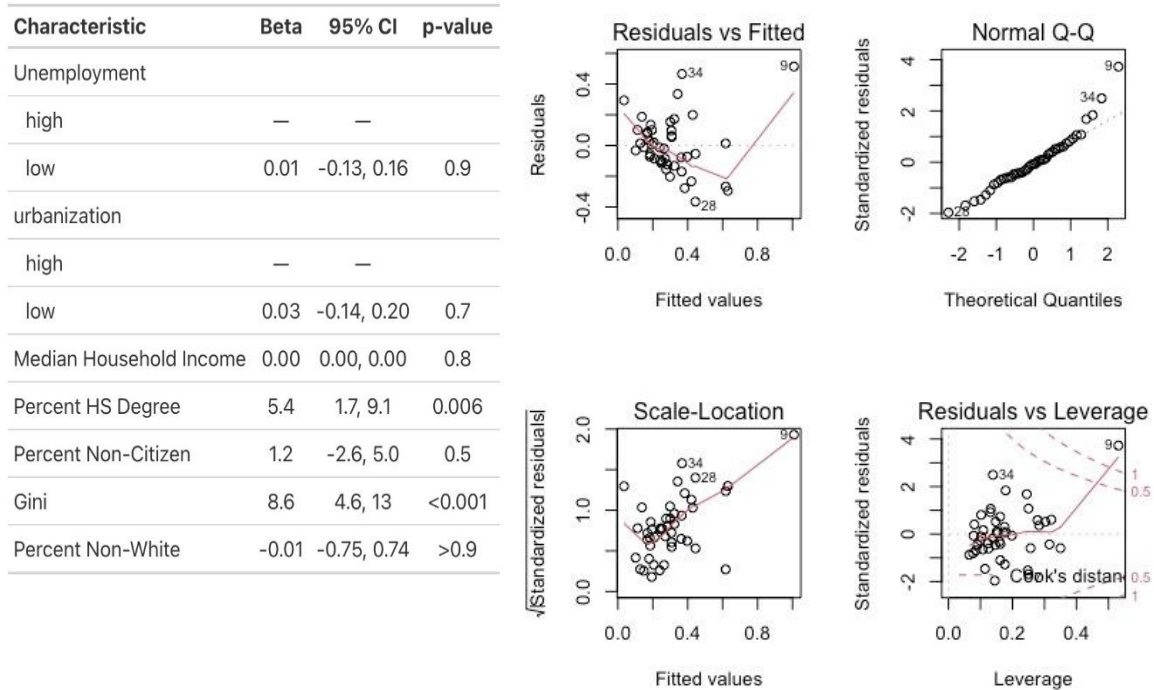 Characteristic Beta 95% CI p-value
Unemployment
high — —
low 0.01 -0.13, 0.16 0.9
urbanization
high — —
low 0.03 -0.14, 0.20 0.7
Median Household Income 0.00 0.00, 0.00 0.8
Percent HS Degree 5.4 1.7, 9.1 0.006
Percent Non-Citizen 1.2 -2.6, 5.0 0.5
Gini 8.6 4.6, 13 <0.001
Percent Non-White -0.01 -0.75, 0.74 >0.9
Residuals vs Fitted
Residuals
0.4
0.0
-0.4
9
34
28
0.0 0.4 0.8
Fitted values
Normal Q-Q
Standardized residuals
4
2
0
-2
9
34
28
-2 -1 0 1 2
Theoretical Quantiles
Scale-Location
√|Standardized residuals|
2.0
1.0
0.0
9
34
28
0.0 0.4 0.8
Fitted values
Residuals vs Leverage
Standardized residuals
4
2
0
-2
9
34
1
0.5
Cook's distan
0.5
1
0.0 0.2 0.4
Leverage